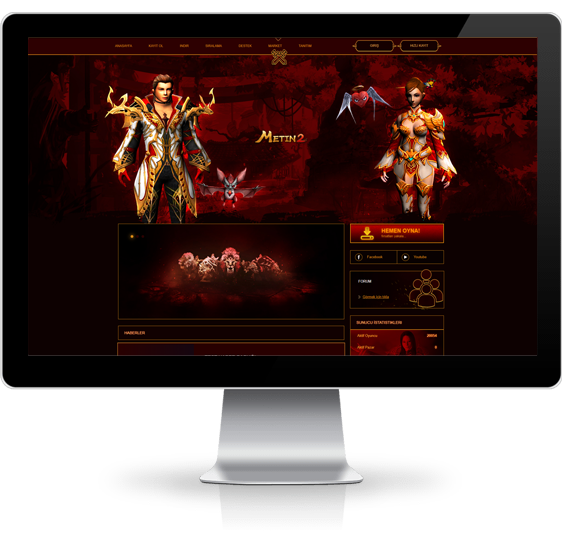 ANASAYFA KAYIT OL İNDİR SIRALAMA DESTEK MARKET TANITIM GİRİŞ HIZLI KAYIT
METIN2
HEMEN OYNA!
Facebook Youtube
FORUM
HABERLER
SUNUCU İSTATİSTİKLERİ
Aktif Oyuncu
Aktif Pazar